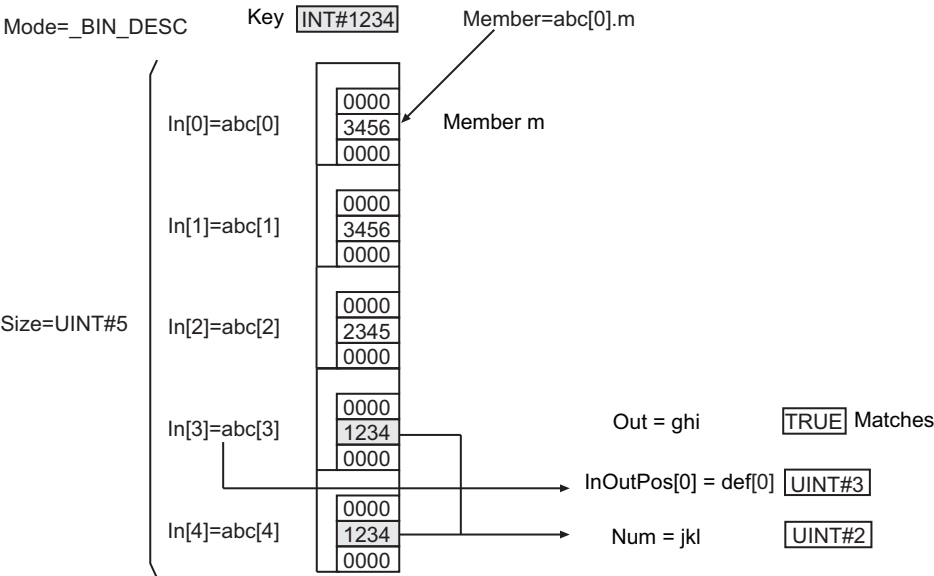 Mode=_BIN_DESC
Key INT#1234
Member=abc[0].m
In[0]=abc[0]
0000
3456
0000
Member m
In[1]=abc[1]
0000
3456
0000
Size=UINT#5
In[2]=abc[2]
0000
2345
0000
In[3]=abc[3]
0000
1234
0000
Out = ghi TRUE Matches
InOutPos[0] = def[0] UINT#3
In[4]=abc[4]
0000
1234
0000
Num = jkl UINT#2